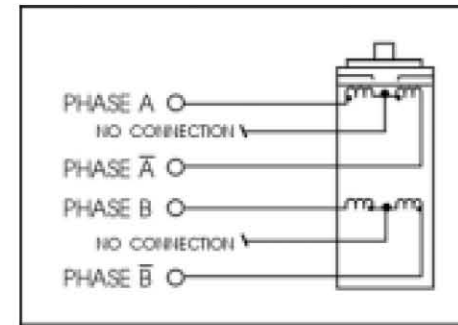 PHASE A
NO CONNECTION
PHASE A̅
PHASE B
NO CONNECTION
PHASE B̅